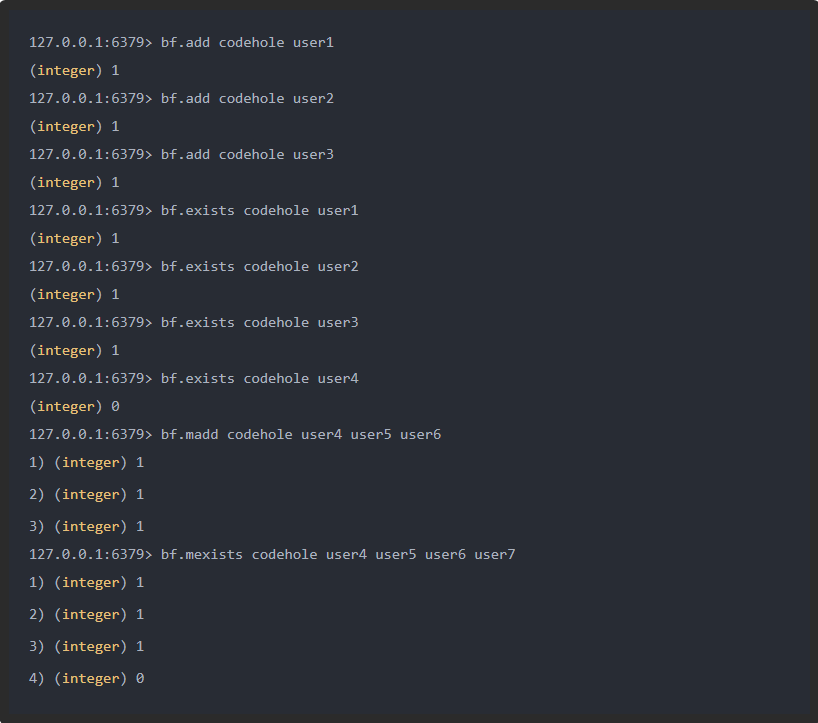 127.0.0.1:6379> bf.add codehole user1
(integer) 1
127.0.0.1:6379> bf.add codehole user2
(integer) 1
127.0.0.1:6379> bf.add codehole user3
(integer) 1
127.0.0.1:6379> bf.exists codehole user1
(integer) 1
127.0.0.1:6379> bf.exists codehole user2
(integer) 1
127.0.0.1:6379> bf.exists codehole user3
(integer) 1
127.0.0.1:6379> bf.exists codehole user4
(integer) 0
127.0.0.1:6379> bf.madd codehole user4 user5 user6
1) (integer) 1
2) (integer) 1
3) (integer) 1
127.0.0.1:6379> bf.mexists codehole user4 user5 user6 user7
1) (integer) 1
2) (integer) 1
3) (integer) 1
4) (integer) 0